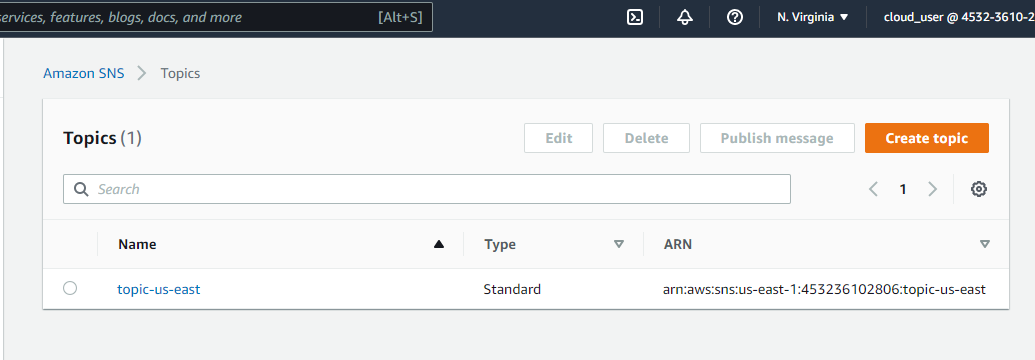 services, features, blogs, docs, and more [Alt+S] N. Virginia cloud_user @ 4532-3610-2
Amazon SNS Topics
Topics (1) Edit Delete Publish message Create topic
Search 1
Name Type ARN
topic-us-east Standard arn:aws:sns:us-east-1:453236102806:topic-us-east